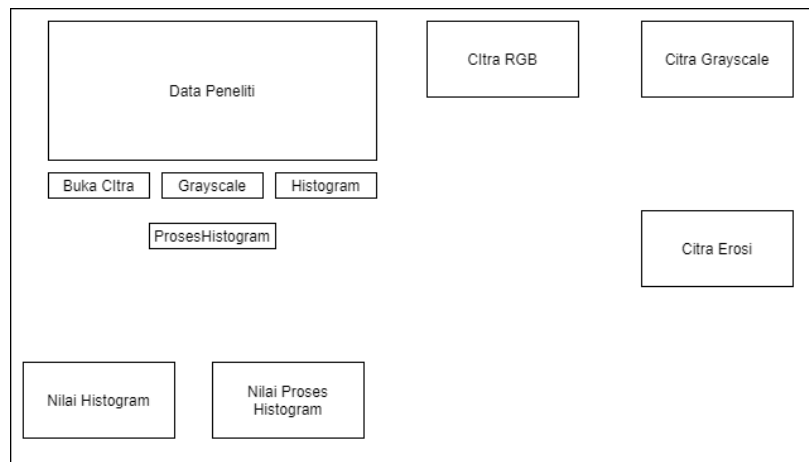 Data Peneliti
CItra RGB
Citra Grayscale
Buka CItra
Grayscale
Histogram
ProsesHistogram
Citra Erosi
Nilai Histogram
Nilai Proses
Histogram